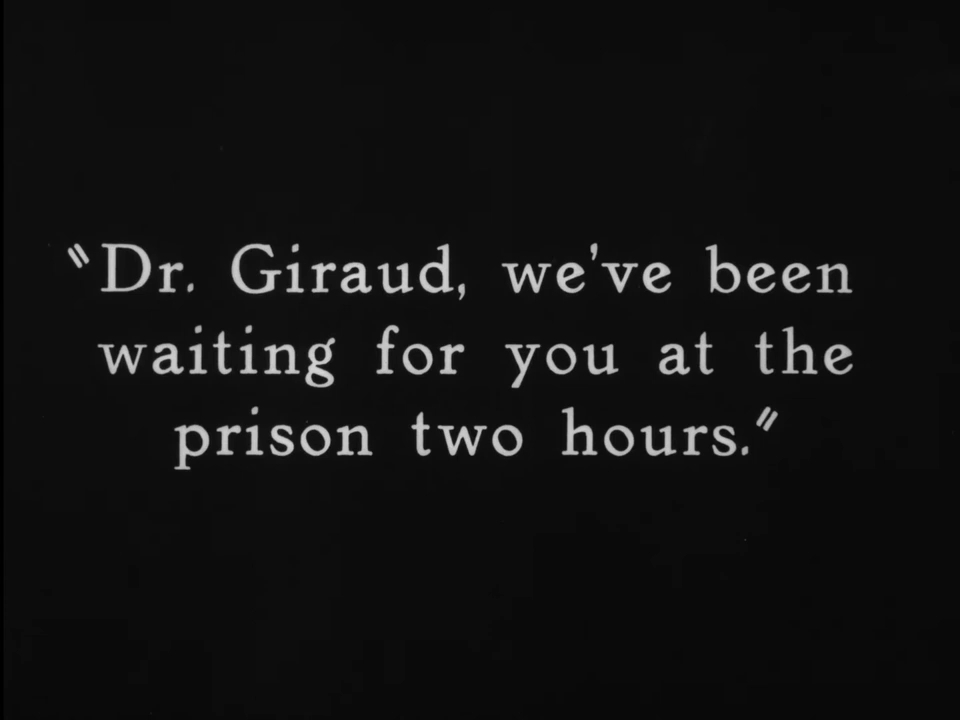 "Dr. Giraud, we've been
waiting for you at the
prison two hours."